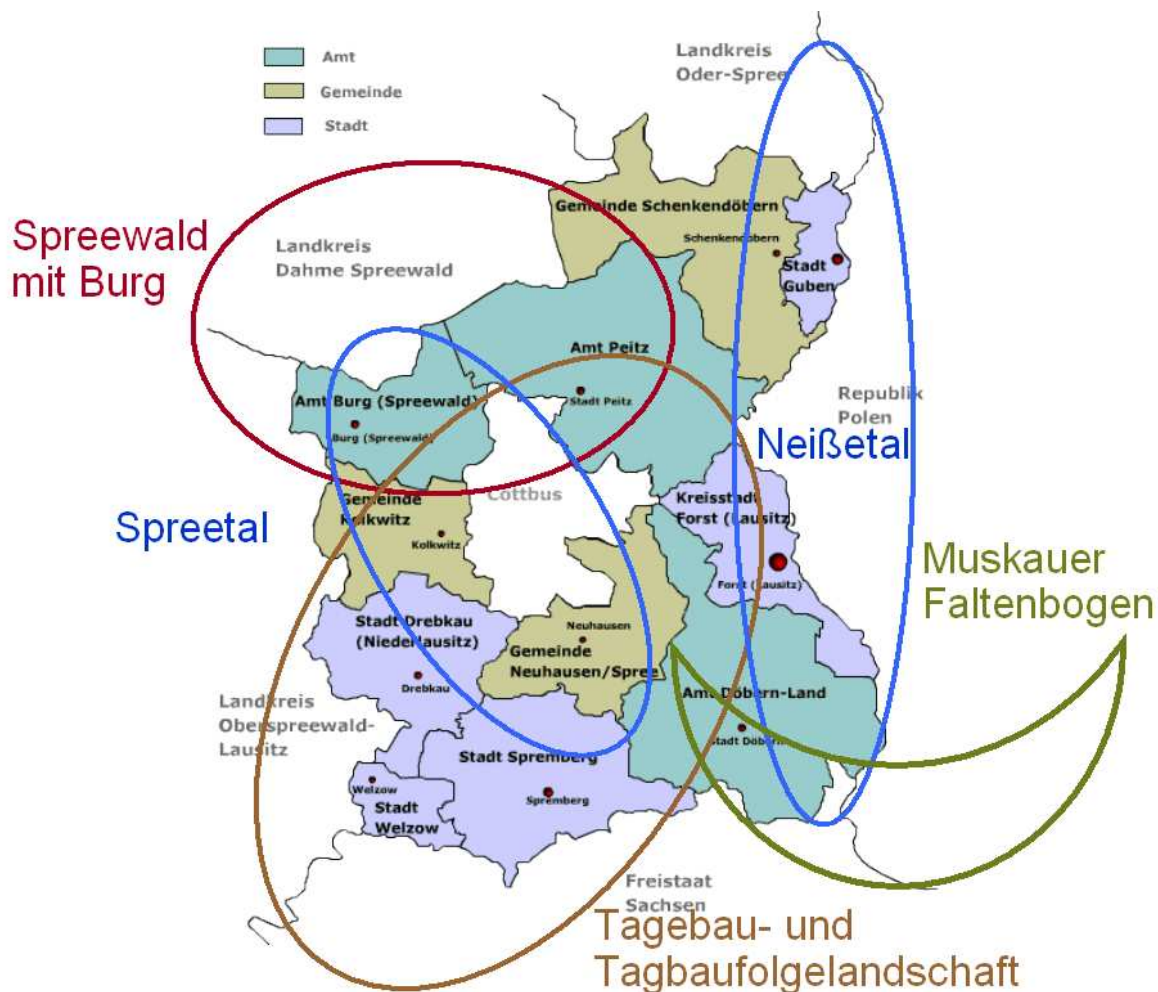 Amt
Gemeinde
Stadt
Landkreis
Oder-Spree
Spreewald
mit Burg
Landkreis
Dahme Spreewald
Gemeinde Schenkendöbern
Schenkendöbern
Stadt
Guben
Amt Peitz
Stadt Peitz
Amt Burg (Spreewald)
Burg (Spreewald)
Republik
Polen
Neißetal
Spreetal
Gemeinde
Kolkwitz
Kolkwitz
Cottbus
Kreisstadt
Forst (Lausitz)
Forst (Lausitz)
Muskauer
Faltenbogen
Stadt Drebkau
(Niederlausitz)
Drebkau
Neuhausen
Gemeinde
Neuhausen/Spree
Amt Döbern-Land
Stadt Döbern
Landkreis
Oberspreewald-
Lausitz
Stadt Spremberg
Spremberg
Welzow
Stadt
Welzow
Freistaat
Sachsen
Tagebau- und
Tagbaufolgelandschaft